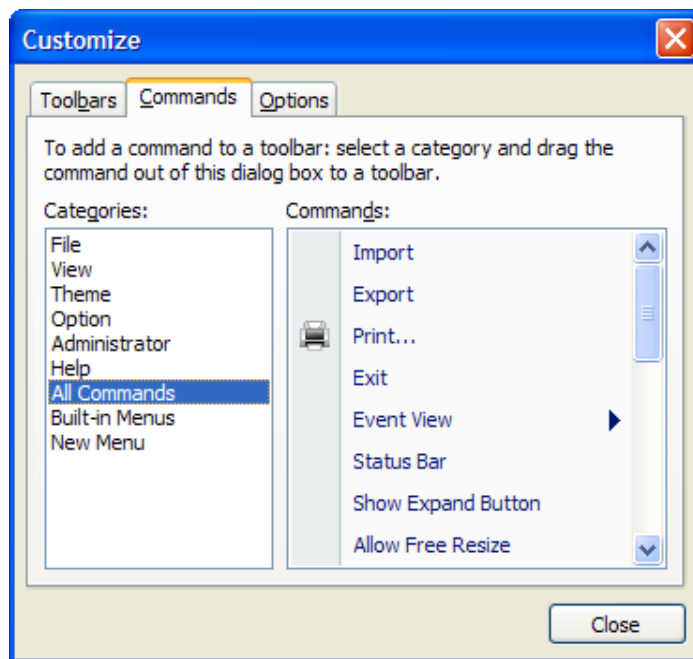 Customize
Toolbars Commands Options
To add a command to a toolbar: select a category and drag the
command out of this dialog box to a toolbar.
Categories:
File
View
Theme
Option
Administrator
Help
All Commands
Built-in Menus
New Menu
Commands:
Import
Export
Print...
Exit
Event View
Status Bar
Show Expand Button
Allow Free Resize
Close